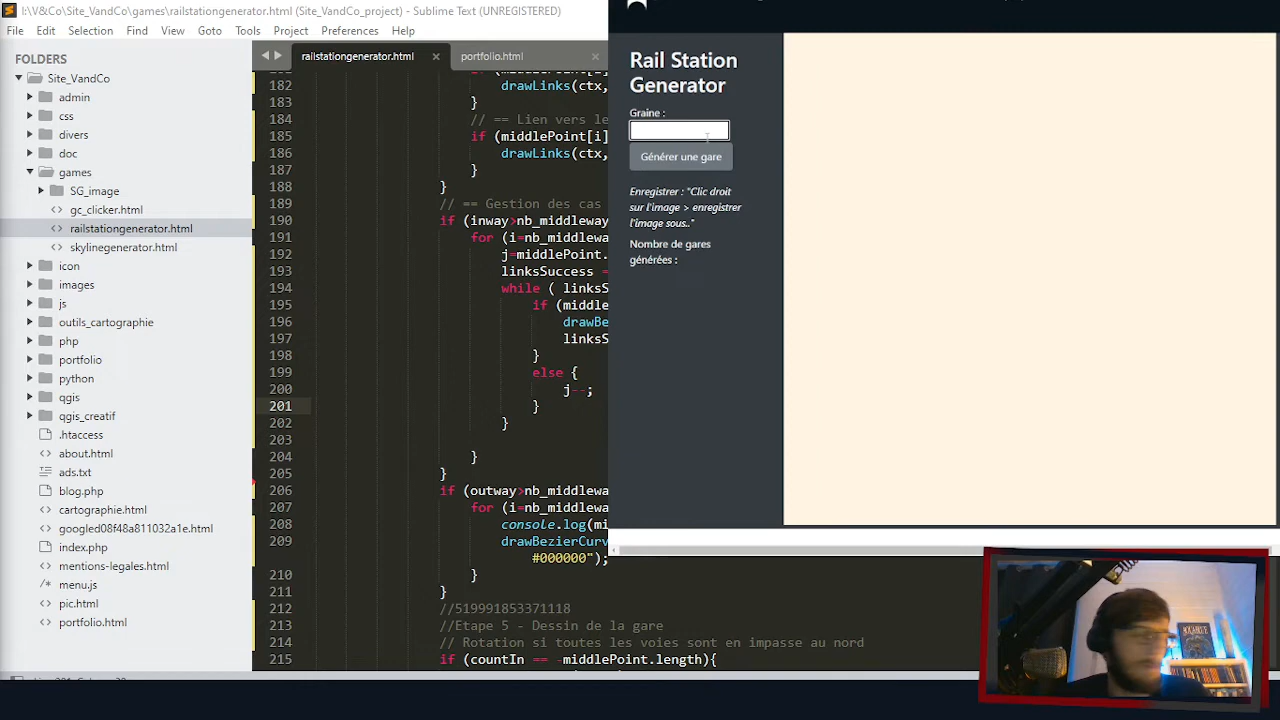 I:\V&Co\Site_VandCo\games\railstationgenerator.html (Site_VandCo_project) - Sublime Text (UNREGISTERED)
File Edit Selection Find View Goto Tools Project Preferences Help
FOLDERS
Site_VandCo
admin
css
divers
doc
games
SG_image
gc_clicker.html
railstationgenerator.html
skylinegenerator.html
icon
images
js
outils_cartographie
php
portfolio
python
qgis
qgis_creatif
.htaccess
about.html
ads.txt
blog.php
cartographie.html
googled08f48a811032a1e.html
index.php
mentions-legales.html
menu.js
pic.html
portfolio.html
railstationgenerator.html portfolio.html
182 drawLinks(ctx,
183 }
184 // == Lien vers le
185 if (middlePoint[i]
186 drawLinks(ctx,
187 }
188 }
189 // == Gestion des cas
190 if (inway>nb_middleway
191 for (i=nb_middleway
192 j=middlePoint.
193 linksSuccess =
194 while ( linksS
195 if (middle
196 drawBe
197 linksS
198 }
199 else {
200 j--;
201 }
202 }
203
204 }
205 }
206 if (outway>nb_middlewa
207 for (i=nb_middlewa
208 console.log(mi
209 drawBezierCurv
#000000");
210 }
211 }
212 //519991853371118
213 //Etape 5 - Dessin de la gare
214 // Rotation si toutes les voies sont en impasse au nord
215 if (countIn == -middlePoint.length){
Rail Station
Generator
Graine :
Générer une gare
Enregistrer : "Clic droit
sur l'image > enregistrer
l'image sous.."
Nombre de gares
générées :